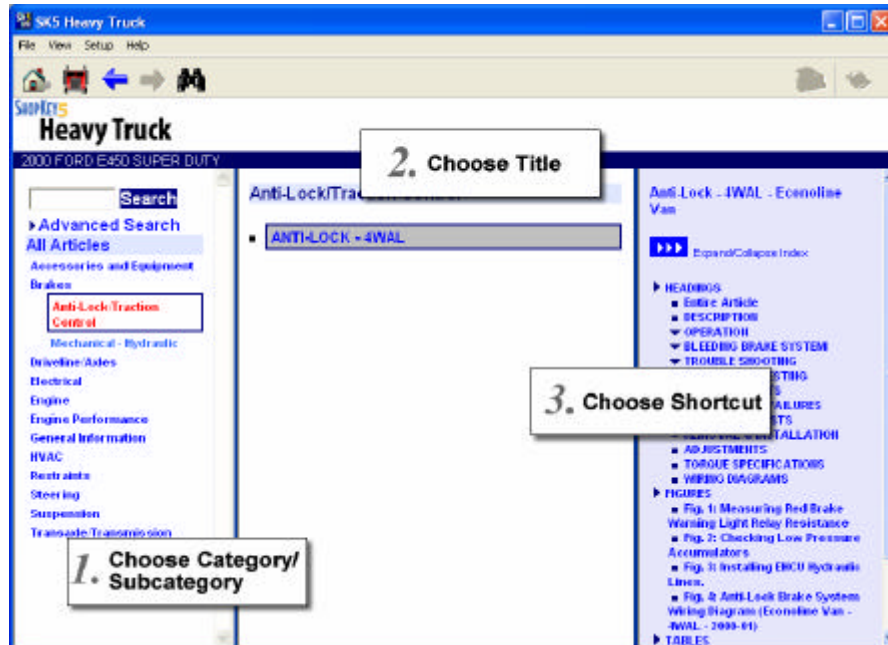 SK5 Heavy Truck
File View Setup Help
SHOPKEY5
Heavy Truck
2000 FORD E450 SUPER DUTY
Search
Advanced Search
All Articles
Accessories and Equipment
Brakes
Anti-Lock/Traction
Control
Mechanical - Hydraulic
Driveline/Axles
Electrical
Engine
Engine Performance
General Information
HVAC
Restraints
Steering
Suspension
Transaxle/Transmission
1. Choose Category/
Subcategory
2. Choose Title
Anti-Lock/Tra
ANTI-LOCK - 4WAL
3. Choose Shortcut
Anti-Lock - 4WAL - Econoline
Van
Expand/Collapse Index
HEADINGS
Entire Article
DESCRIPTION
OPERATION
BLEEDING BRAKE SYSTEM
TROUBLE SHOOTING
STING
S
AILURES
STS
REMOVAL & INSTALLATION
ADJUSTMENTS
TORQUE SPECIFICATIONS
WIRING DIAGRAMS
FIGURES
Fig. 1: Measuring Red Brake
Warning Light Relay Resistance
Fig. 2: Checking Low Pressure
Accumulators
Fig. 3: Installing EHCU Hydraulic
Lines.
Fig. 4: Anti-Lock Brake System
Wiring Diagram (Econoline Van -
4WAL - 2000-01)
TABLES